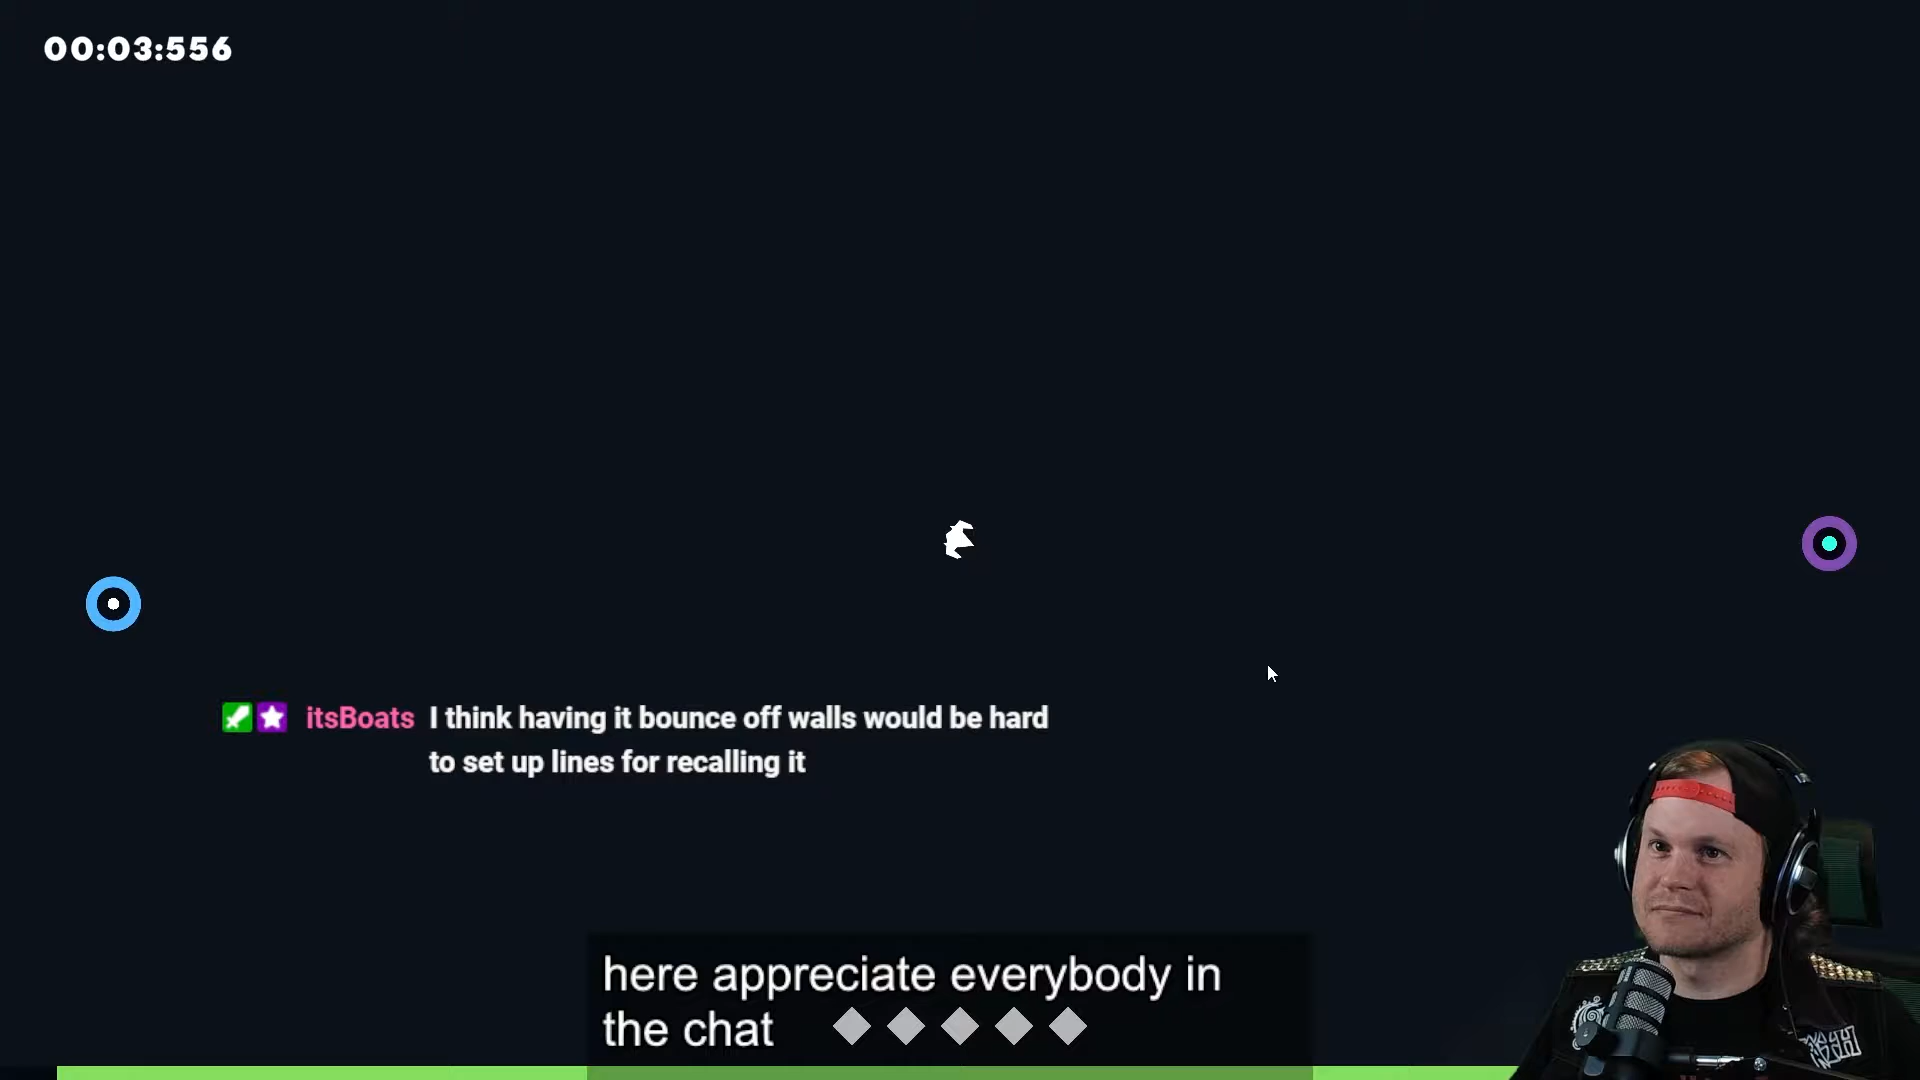 00:03:556
itsBoats I think having it bounce off walls would be hard
to set up lines for recalling it
here appreciate everybody in
the chat